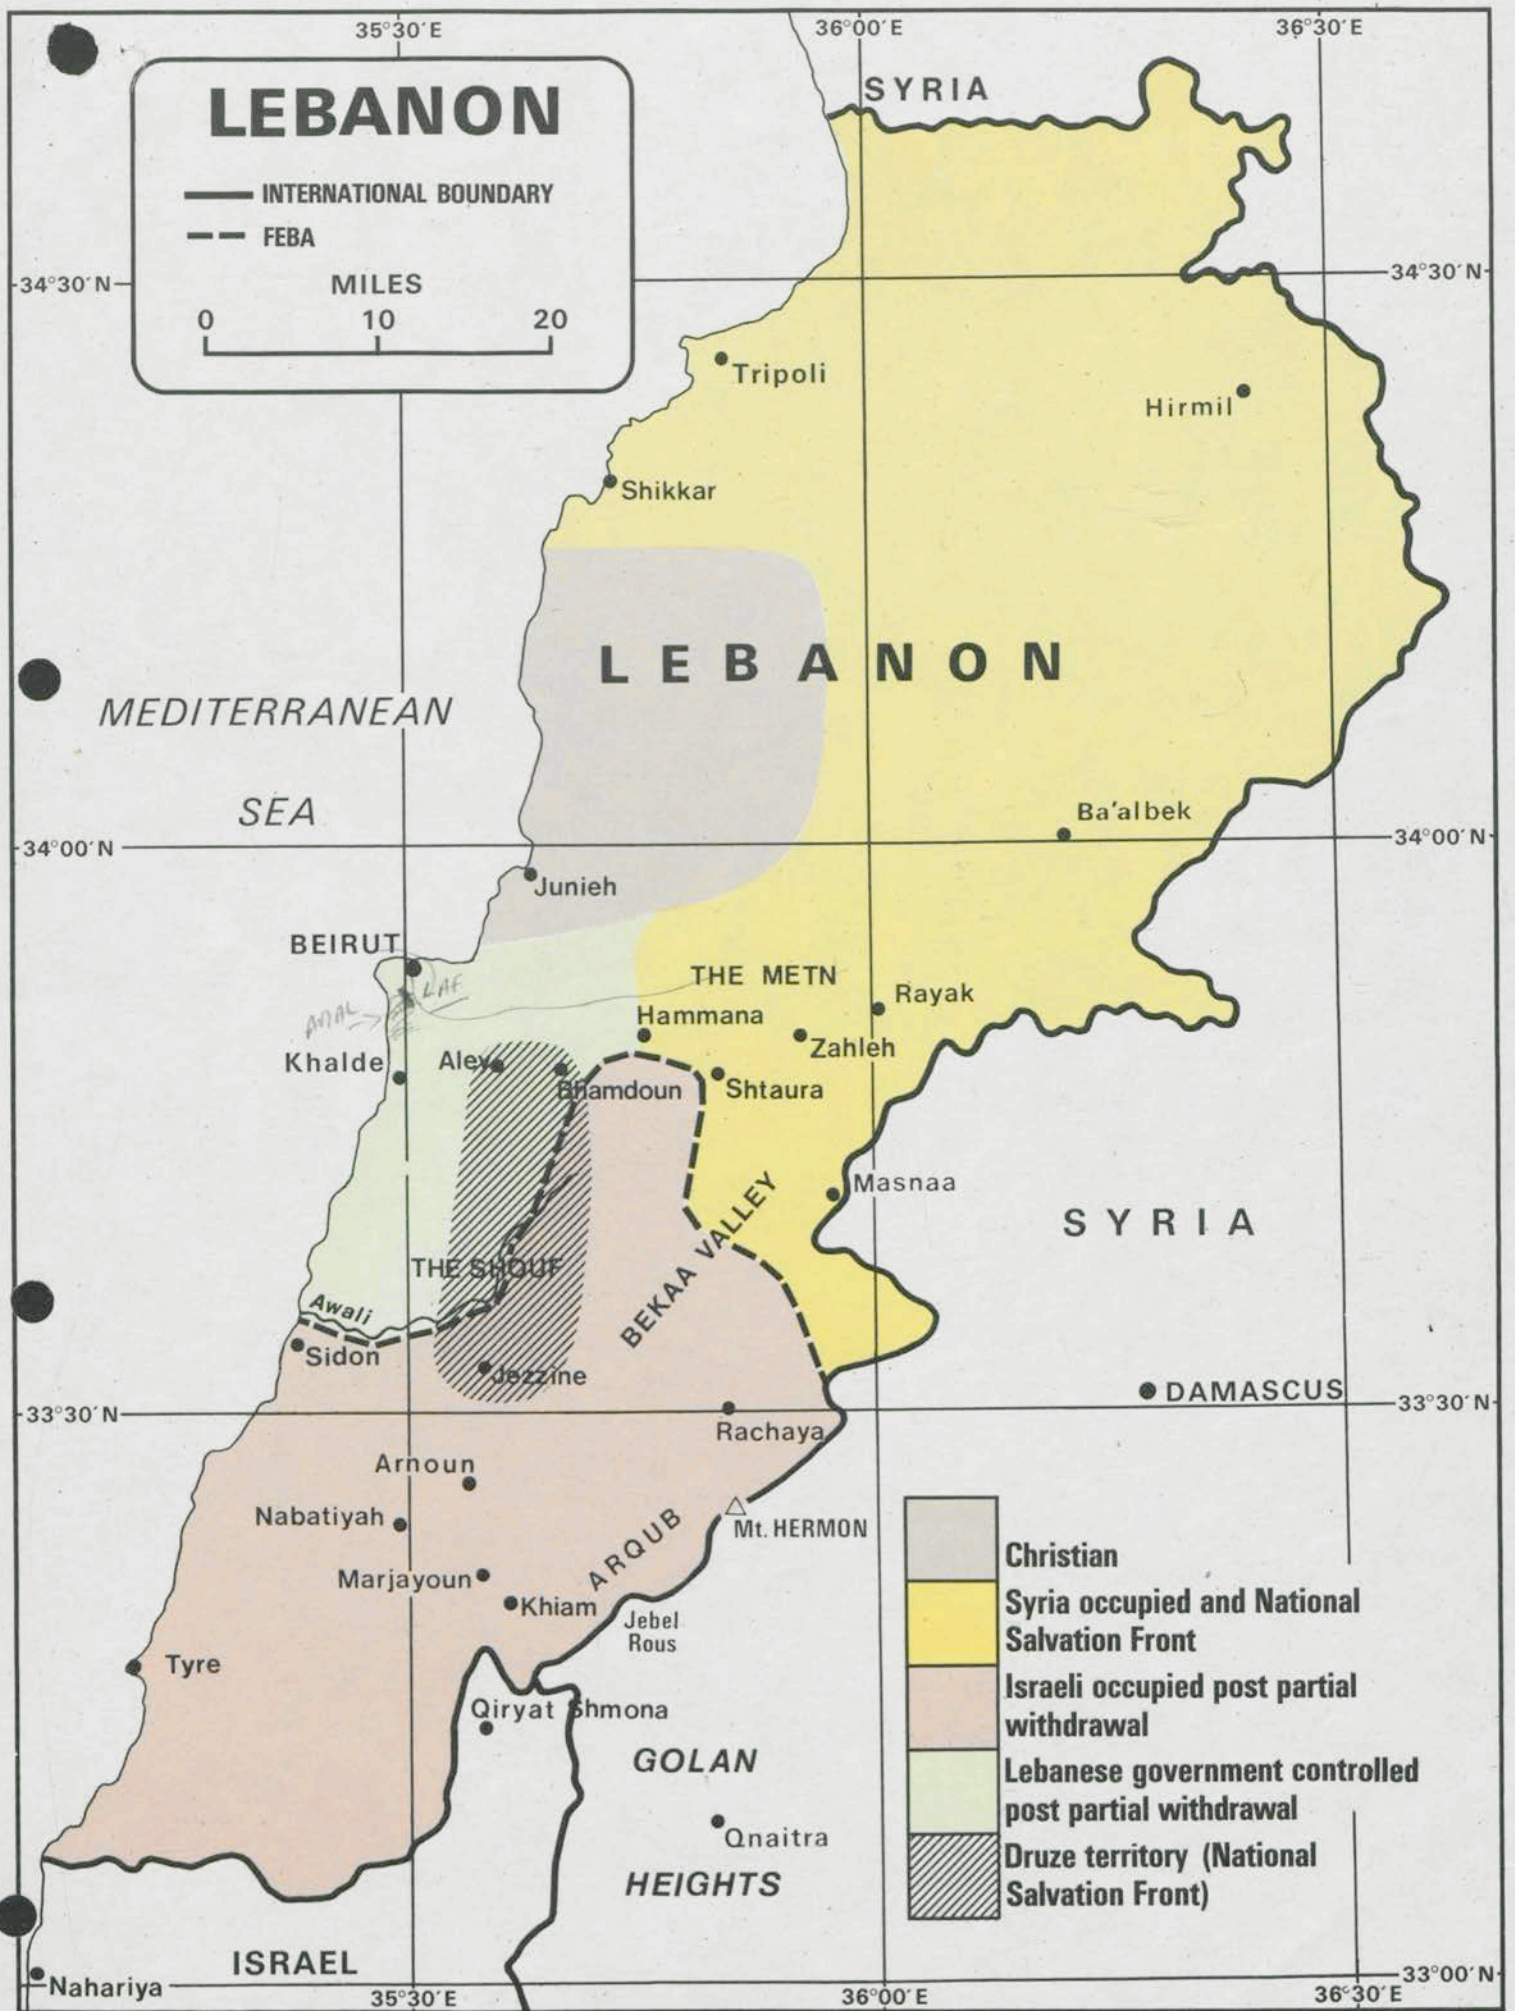 35°30′E
36°00′E
36°30′E
LEBANON
INTERNATIONAL BOUNDARY
FEBA
MILES
0 10 20
SYRIA
34°30′N
34°30′N
Tripoli
Hirmil
Shikkar
LEBANON
MEDITERRANEAN
SEA
Ba'albek
34°00′N
34°00′N
Junieh
BEIRUT
LAF
AMAL
THE METN
Rayak
Hammana
Zahleh
Khalde
Aley
Bhamdoun
Shtaura
Masnaa
SYRIA
BEKAA VALLEY
THE SHOUF
Awali
Sidon
Jezzine
DAMASCUS
33°30′N
33°30′N
Rachaya
Arnoun
Nabatiyah
Mt. HERMON
ARQUB
Marjayoun
Khiam
Jebel
Rous
Tyre
Qiryat Shmona
GOLAN
Qnaitra
HEIGHTS
Christian
Syria occupied and National
Salvation Front
Israeli occupied post partial
withdrawal
Lebanese government controlled
post partial withdrawal
Druze territory (National
Salvation Front)
ISRAEL
Nahariya
33°00′N
35°30′E
36°00′E
36°30′E